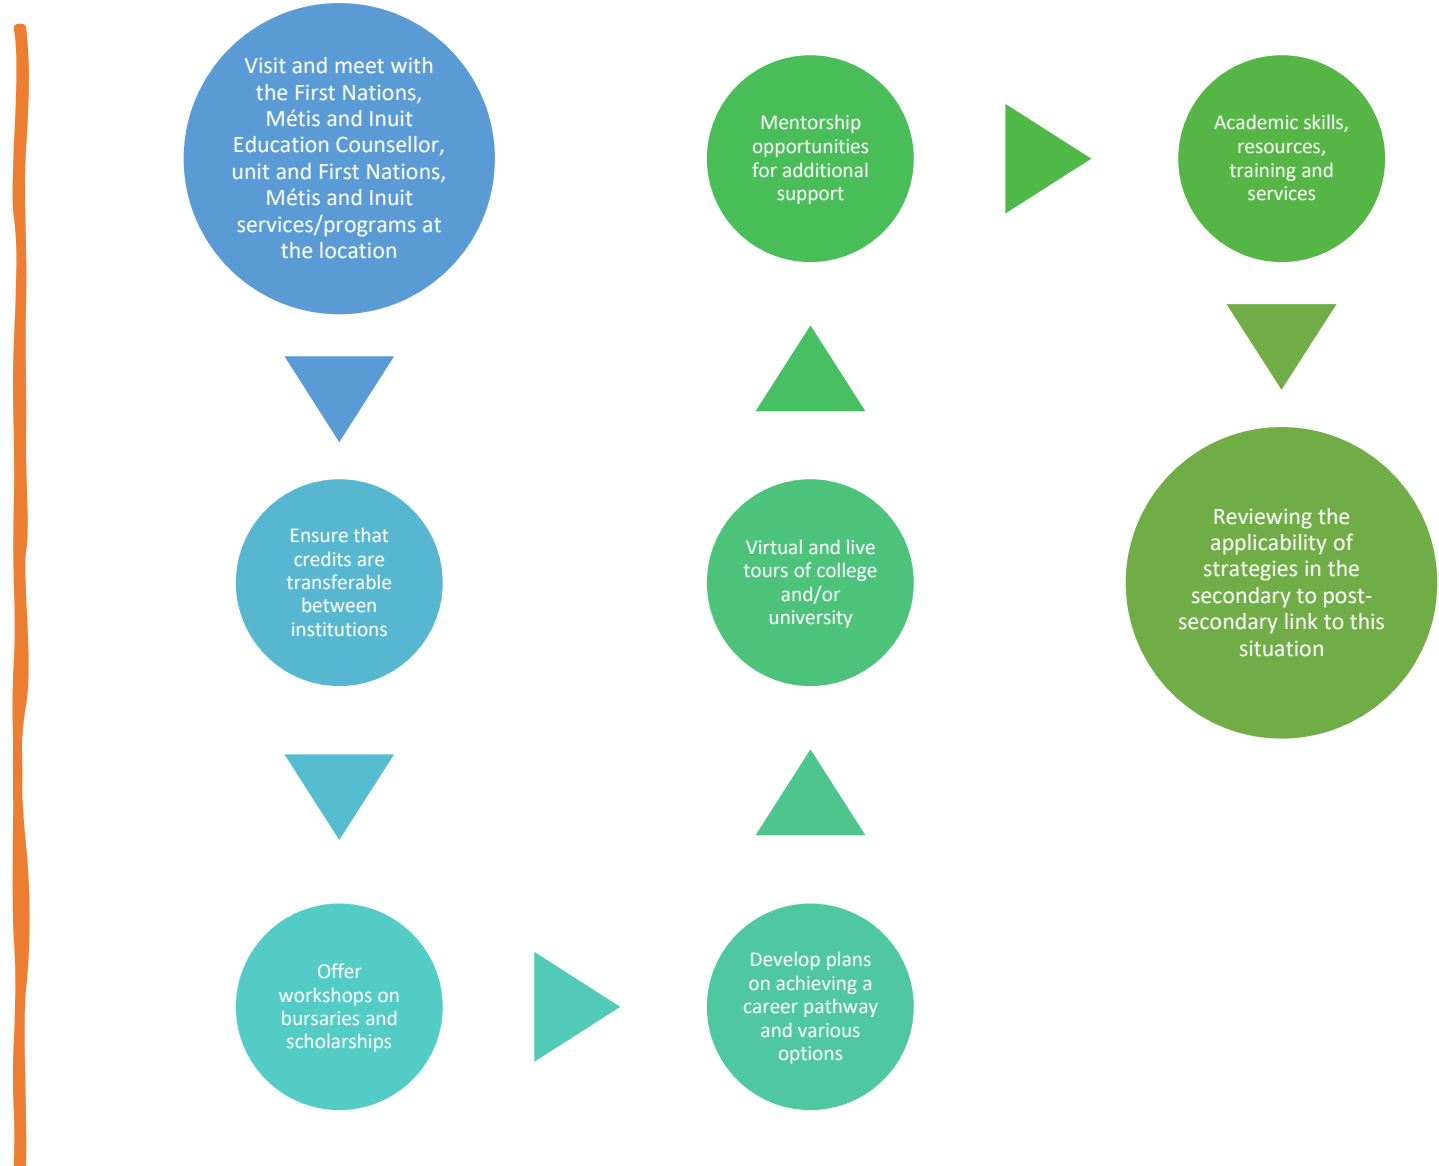 Visit and meet with
the First Nations,
Métis and Inuit
Education Counsellor,
unit and First Nations,
Métis and Inuit
services/programs at
the location
Ensure that
credits are
transferable
between
institutions
Offer
workshops on
bursaries and
scholarships
Develop plans
on achieving a
career pathway
and various
options
Virtual and live
tours of college
and/or
university
Mentorship
opportunities
for additional
support
Academic skills,
resources,
training and
services
Reviewing the
applicability of
strategies in the
secondary to post-
secondary link to this
situation